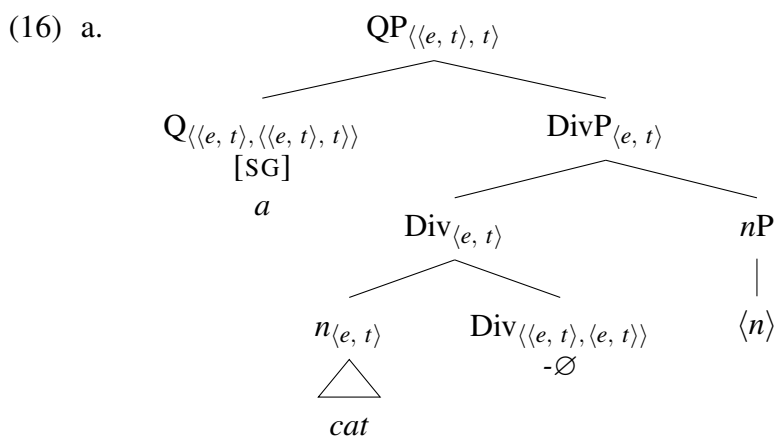 (16) a. QP⟨⟨e, t⟩, t⟩
Q⟨⟨e, t⟩,⟨⟨e, t⟩, t⟩⟩ DivP⟨e, t⟩
[SG]
a
Div⟨e, t⟩ nP
n⟨e, t⟩ Div⟨⟨e, t⟩,⟨e, t⟩⟩ ⟨n⟩
-∅
cat